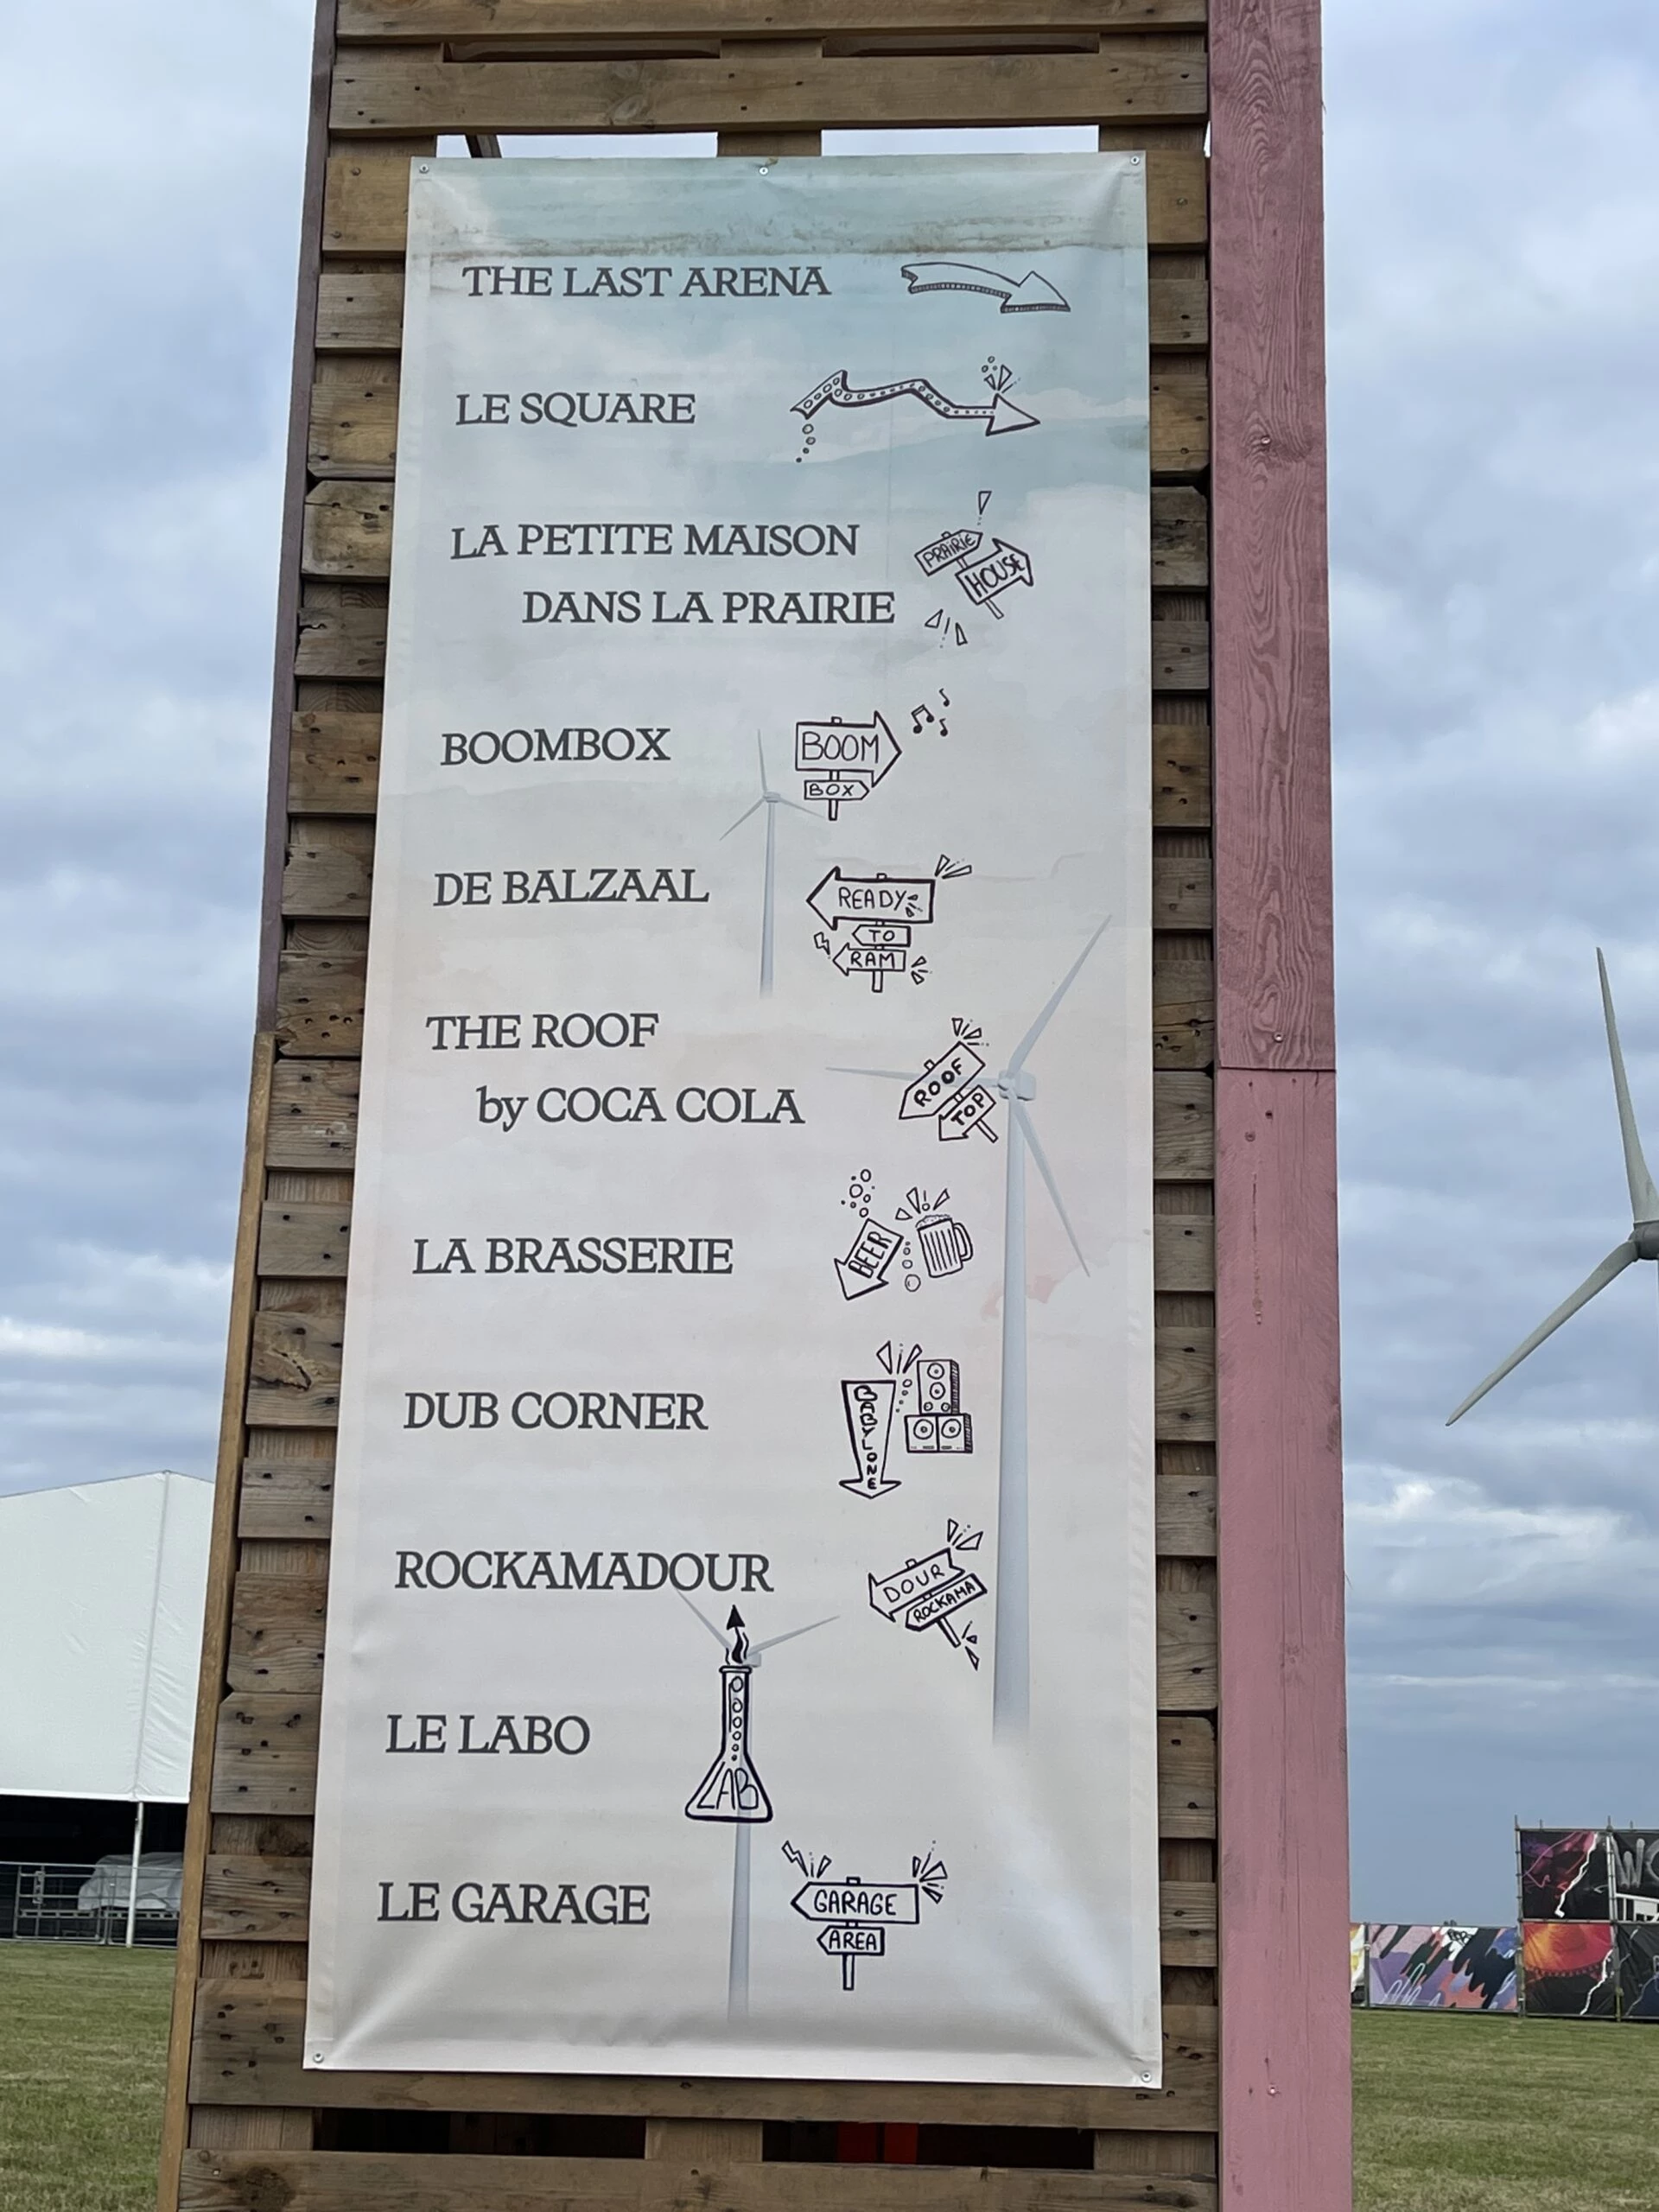 THE LAST ARENA
LE SQUARE
LA PETITE MAISON
DANS LA PRAIRIE
PRAIRIE
HOUSE
BOOMBOX
BOOM
BOX
DE BALZAAL
READY
TO
RAM
THE ROOF
by COCA COLA
ROOF
TOP
LA BRASSERIE
BEER
DUB CORNER
BABYLONE
ROCKAMADOUR
DOUR
ROCKAMA
LE LABO
LAB
LE GARAGE
GARAGE
AREA